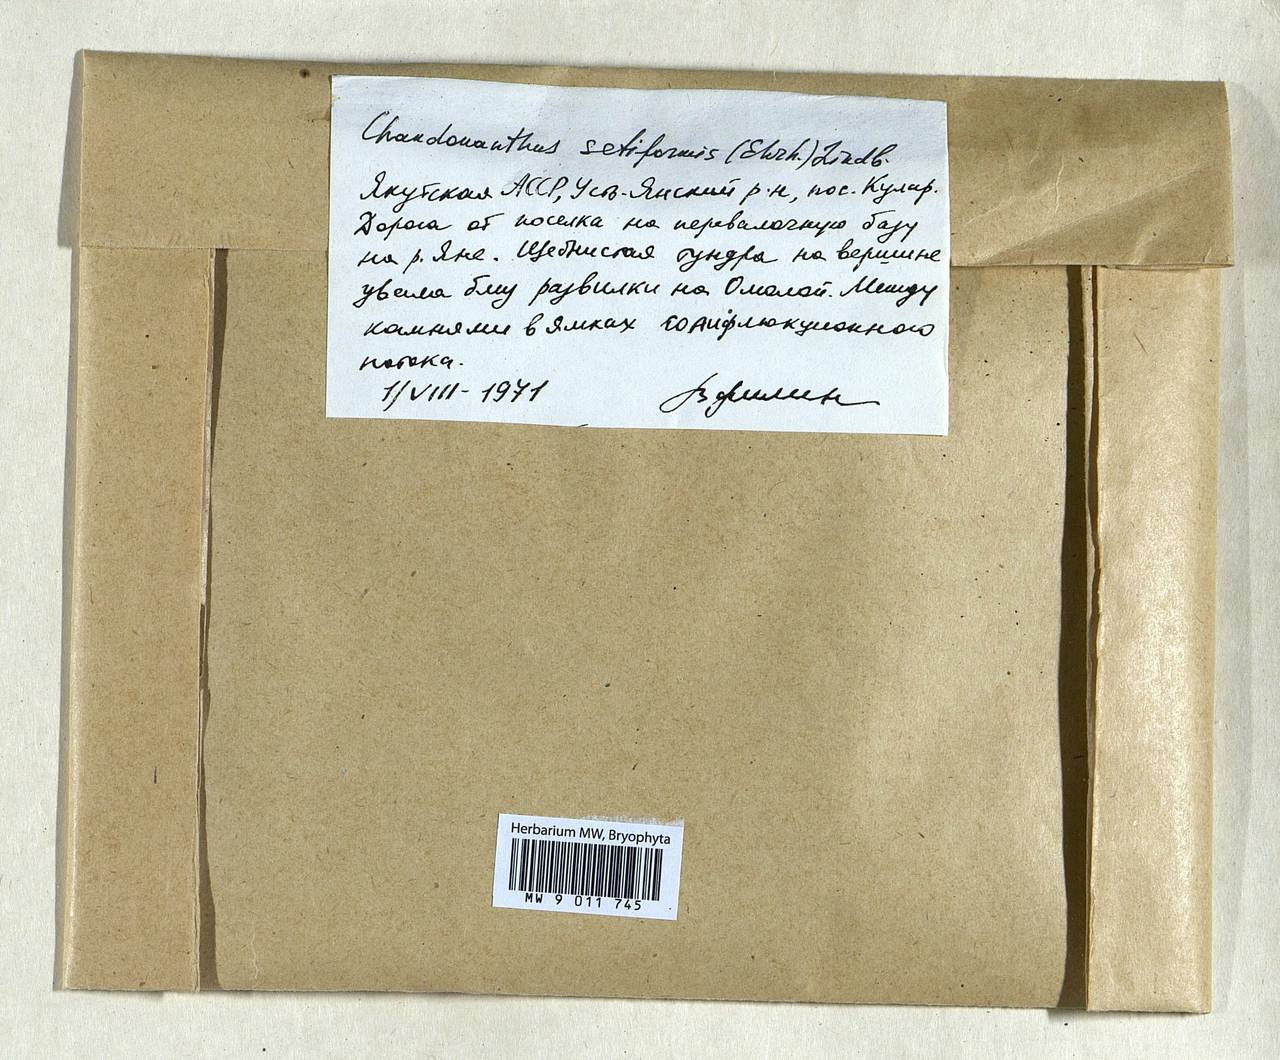 Chandonanthus setiformis (Ehrh.) Lindb.
Якутская АССР, Усть-Янский р-н, пос. Кулар.
Дорога от поселка на перевалочную базу
на р. Яне. Щебнистая тундра на вершине
увала близ развилки на Омолой. Между
камнями в ямках солифлюкционного
потока.
1/VIII-1971 В Филин
Herbarium MW, Bryophyta
MW 9 011 745